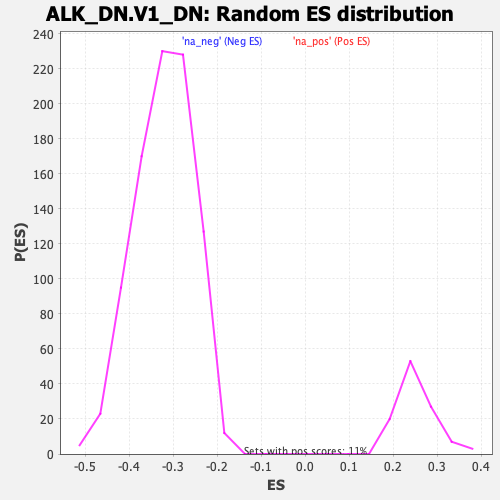 ALK_DN.V1_DN: Random ES distribution
'na_neg' (Neg ES) 'na_pos' (Pos ES)
240
220
200
180
160
140
120
100
80
60
40
20
0
P(ES)
Sets with pos scores: 11%
-0.5 -0.4 -0.3 -0.2 -0.1 0.0 0.1 0.2 0.3 0.4
ES